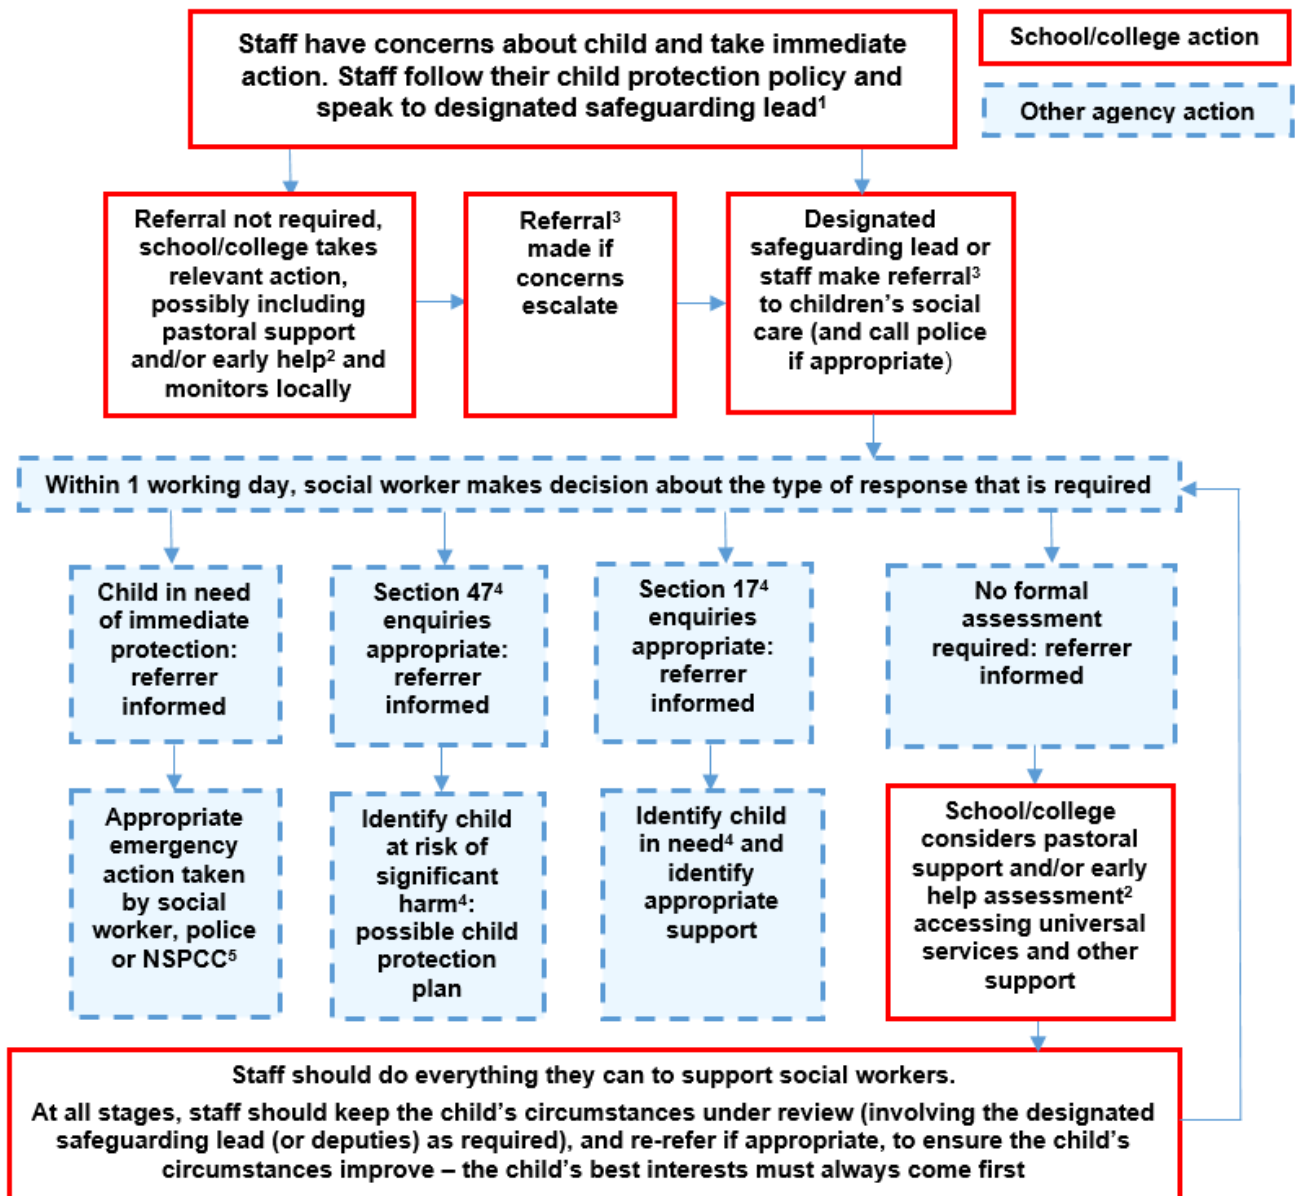 Staff have concerns about child and take immediate
action. Staff follow their child protection policy and
speak to designated safeguarding lead¹
School/college action
Other agency action
Referral not required,
school/college takes
relevant action,
possibly including
pastoral support
and/or early help² and
monitors locally
Referral³
made if
concerns
escalate
Designated
safeguarding lead or
staff make referral³
to children’s social
care (and call police
if appropriate)
Within 1 working day, social worker makes decision about the type of response that is required
Child in need
of immediate
protection:
referrer
informed
Section 47⁴
enquiries
appropriate:
referrer
informed
Section 17⁴
enquiries
appropriate:
referrer
informed
No formal
assessment
required: referrer
informed
Appropriate
emergency
action taken
by social
worker, police
or NSPCC⁵
Identify child
at risk of
significant
harm⁴:
possible child
protection
plan
Identify child
in need⁴ and
identify
appropriate
support
School/college
considers pastoral
support and/or early
help assessment²
accessing universal
services and other
support
Staff should do everything they can to support social workers.
At all stages, staff should keep the child’s circumstances under review (involving the designated
safeguarding lead (or deputies) as required), and re-refer if appropriate, to ensure the child’s
circumstances improve – the child’s best interests must always come first